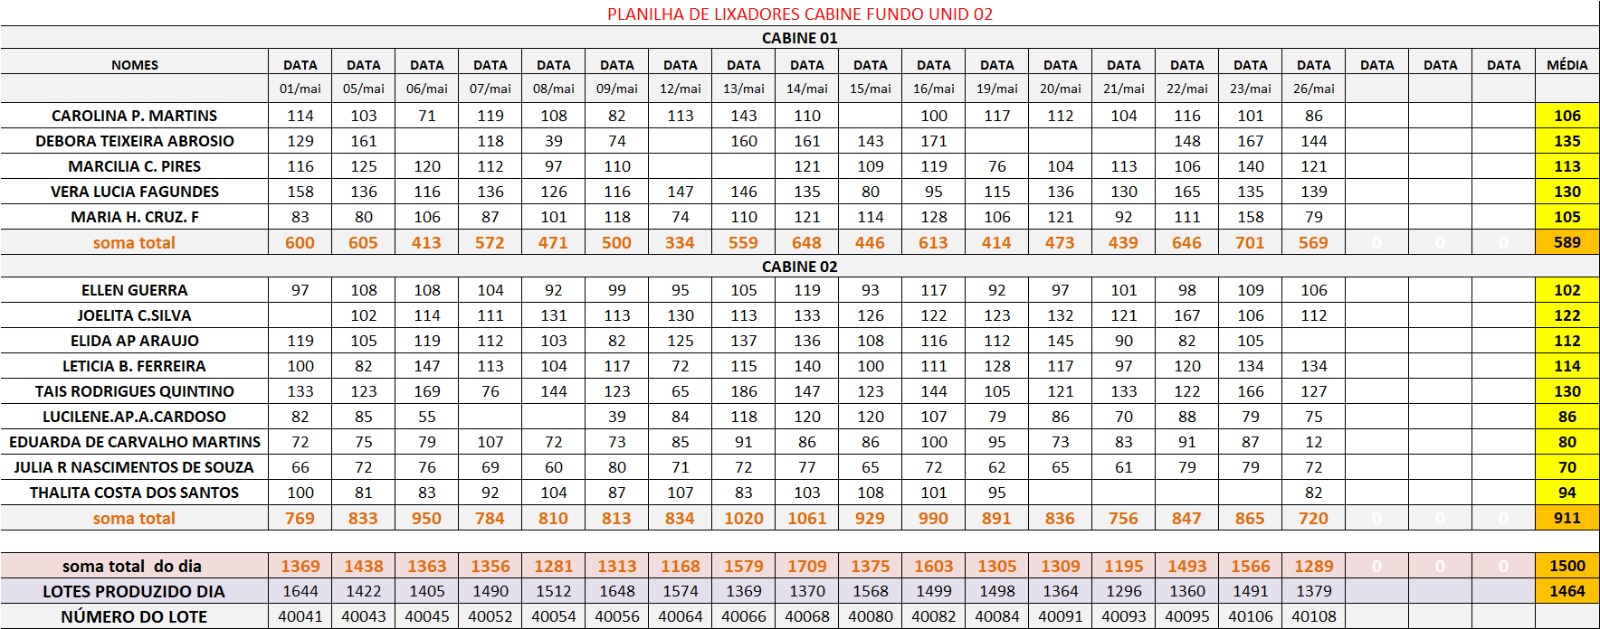 PLANILHA DE LIXADORES CABINE FUNDO UNID 02
CABINE 01
NOMES DATA DATA DATA DATA DATA DATA DATA DATA DATA DATA DATA DATA DATA DATA DATA DATA DATA DATA DATA DATA MÉDIA
01/mai 05/mai 06/mai 07/mai 08/mai 09/mai 12/mai 13/mai 14/mai 15/mai 16/mai 19/mai 20/mai 21/mai 22/mai 23/mai 26/mai
CAROLINA P. MARTINS 114 103 71 119 108 82 113 143 110 100 117 112 104 116 101 86 106
DEBORA TEIXEIRA ABROSIO 129 161 118 39 74 160 161 143 171 148 167 144 135
MARCILIA C. PIRES 116 125 120 112 97 110 121 109 119 76 104 113 106 140 121 113
VERA LUCIA FAGUNDES 158 136 116 136 126 116 147 146 135 80 95 115 136 130 165 135 139 130
MARIA H. CRUZ. F 83 80 106 87 101 118 74 110 121 114 128 106 121 92 111 158 79 105
soma total 600 605 413 572 471 500 334 559 648 446 613 414 473 439 646 701 569 0 0 0 589
CABINE 02
ELLEN GUERRA 97 108 108 104 92 99 95 105 119 93 117 92 97 101 98 109 106 102
JOELITA C.SILVA 102 114 111 131 113 130 113 133 126 122 123 132 121 167 106 112 122
ELIDA AP ARAUJO 119 105 119 112 103 82 125 137 136 108 116 112 145 90 82 105 112
LETICIA B. FERREIRA 100 82 147 113 104 117 72 115 140 100 111 128 117 97 120 134 134 114
TAIS RODRIGUES QUINTINO 133 123 169 76 144 123 65 186 147 123 144 105 121 133 122 166 127 130
LUCILENE.AP.A.CARDOSO 82 85 55 39 84 118 120 120 107 79 86 70 88 79 75 86
EDUARDA DE CARVALHO MARTINS 72 75 79 107 72 73 85 91 86 86 100 95 73 83 91 87 12 80
JULIA R NASCIMENTOS DE SOUZA 66 72 76 69 60 80 71 72 77 65 72 62 65 61 79 79 72 70
THALITA COSTA DOS SANTOS 100 81 83 92 104 87 107 83 103 108 101 95 82 94
soma total 769 833 950 784 810 813 834 1020 1061 929 990 891 836 756 847 865 720 0 0 0 911
soma total do dia 1369 1438 1363 1356 1281 1313 1168 1579 1709 1375 1603 1305 1309 1195 1493 1566 1289 0 0 0 1500
LOTES PRODUZIDO DIA 1644 1422 1405 1490 1512 1648 1574 1369 1370 1568 1499 1498 1364 1296 1360 1491 1379 1464
NÚMERO DO LOTE 40041 40043 40045 40052 40054 40056 40064 40066 40068 40080 40082 40084 40091 40093 40095 40106 40108